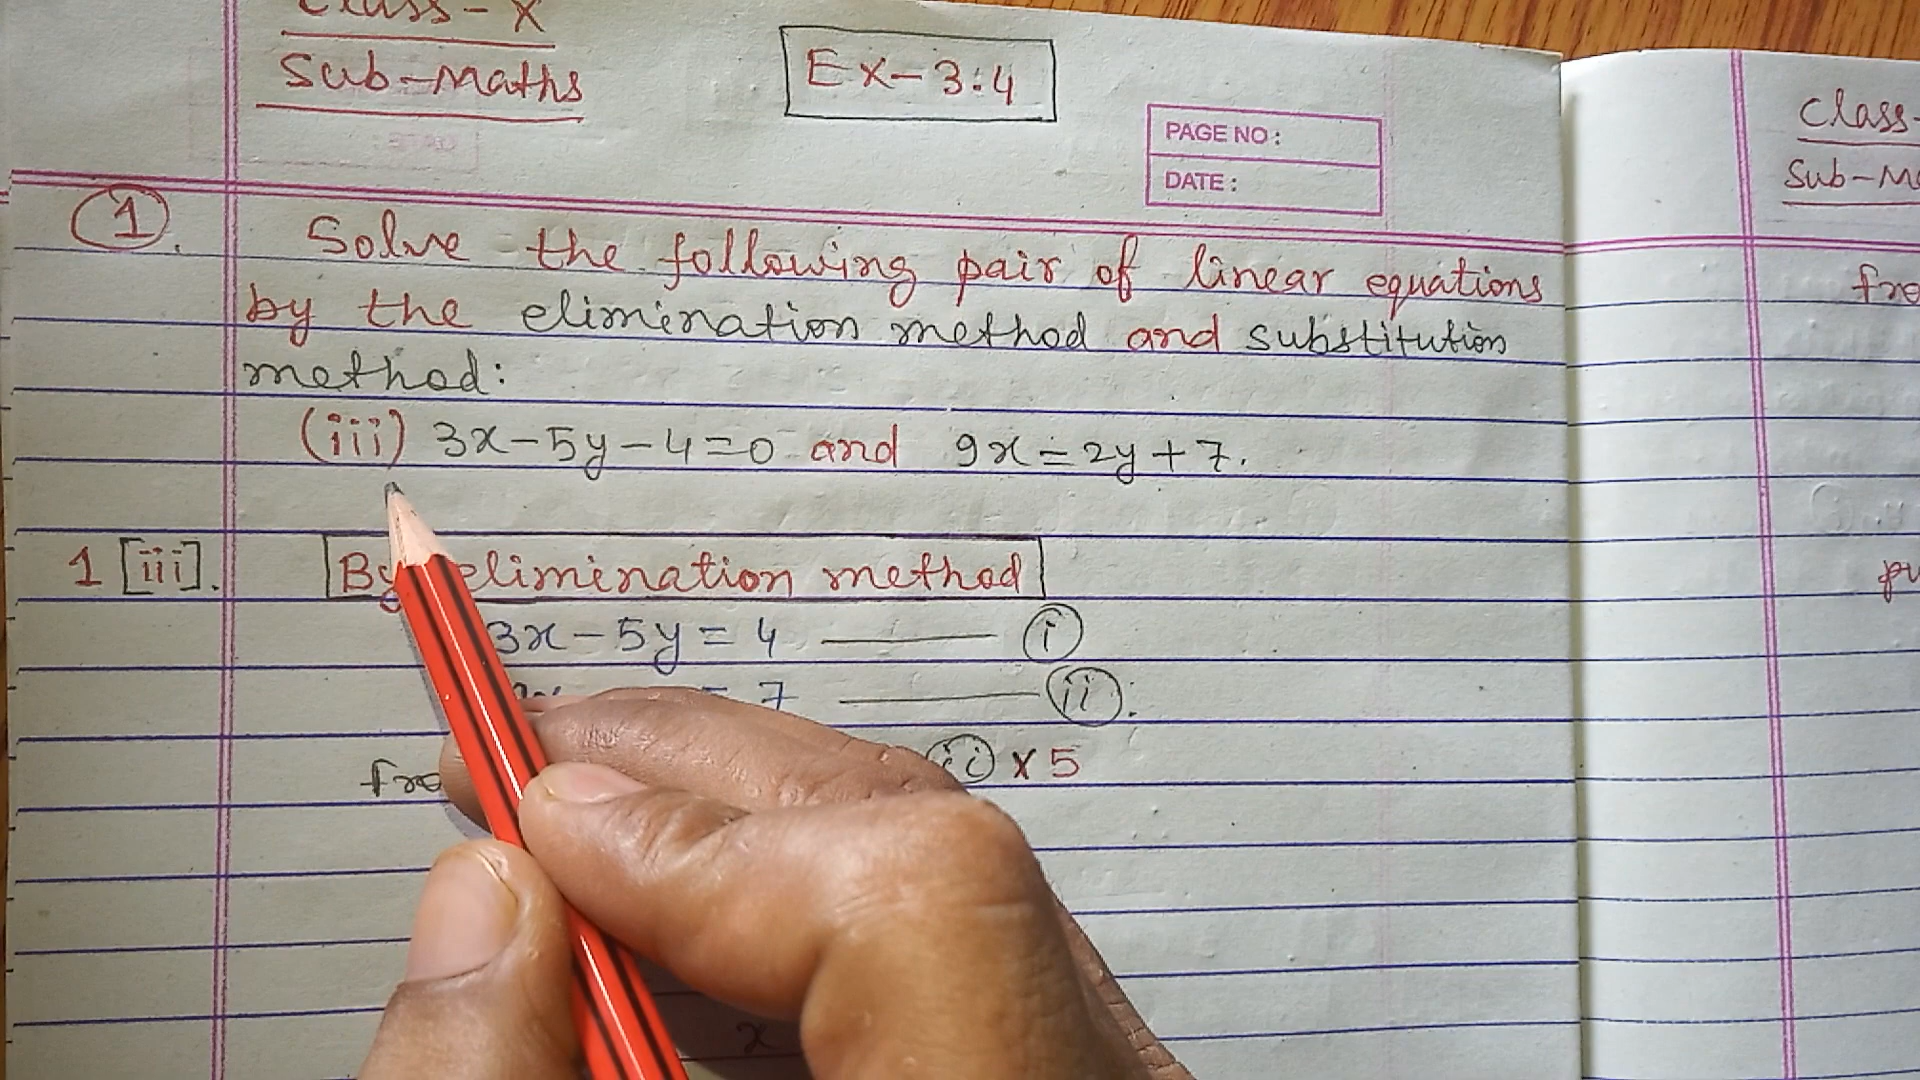 Class-X
Sub-Maths
Ex-3.4
PAGE NO :
DATE :
1.
Solve the following pair of linear equations
by the elimination method and substitution
method:
(iii) 3x-5y-4=0 and 9x=2y+7.
1 [iii]. By elimination method
3x-5y=4 (i)
= 7 (ii).
(ii) x 5
x
Class-
Sub-